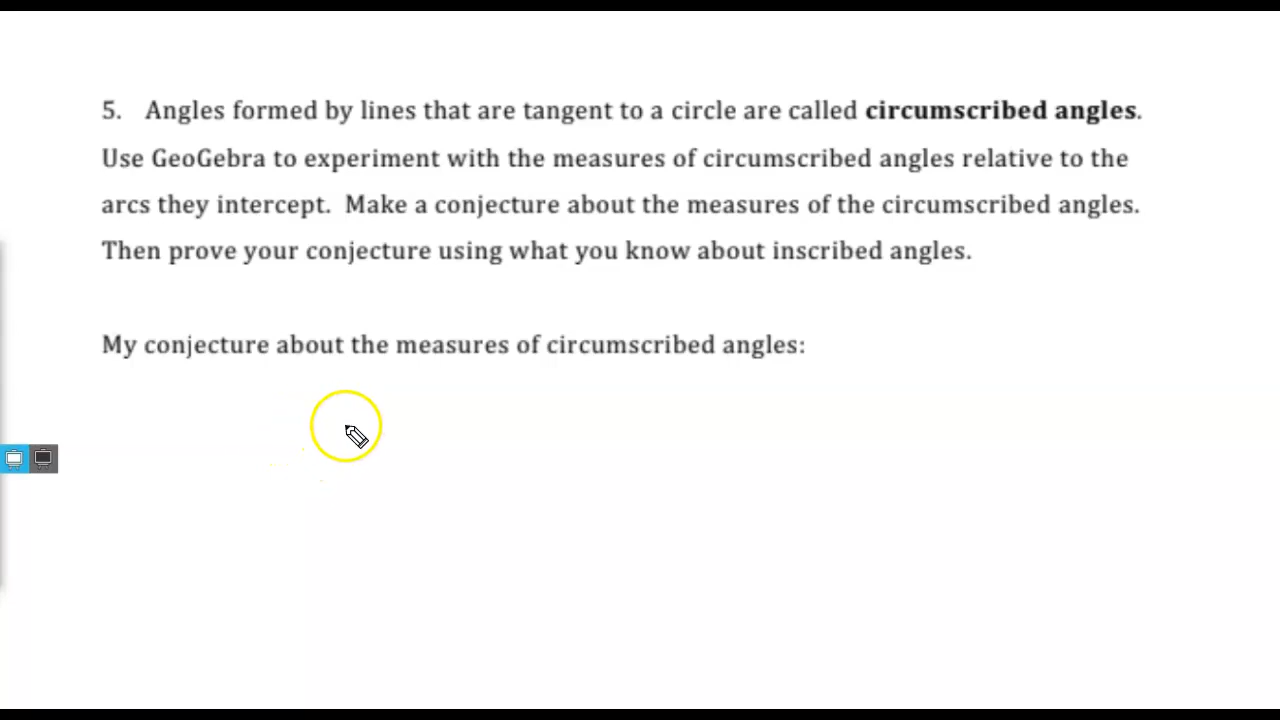 5. Angles formed by lines that are tangent to a circle are called circumscribed angles.
Use GeoGebra to experiment with the measures of circumscribed angles relative to the
arcs they intercept. Make a conjecture about the measures of the circumscribed angles.
Then prove your conjecture using what you know about inscribed angles.
My conjecture about the measures of circumscribed angles: